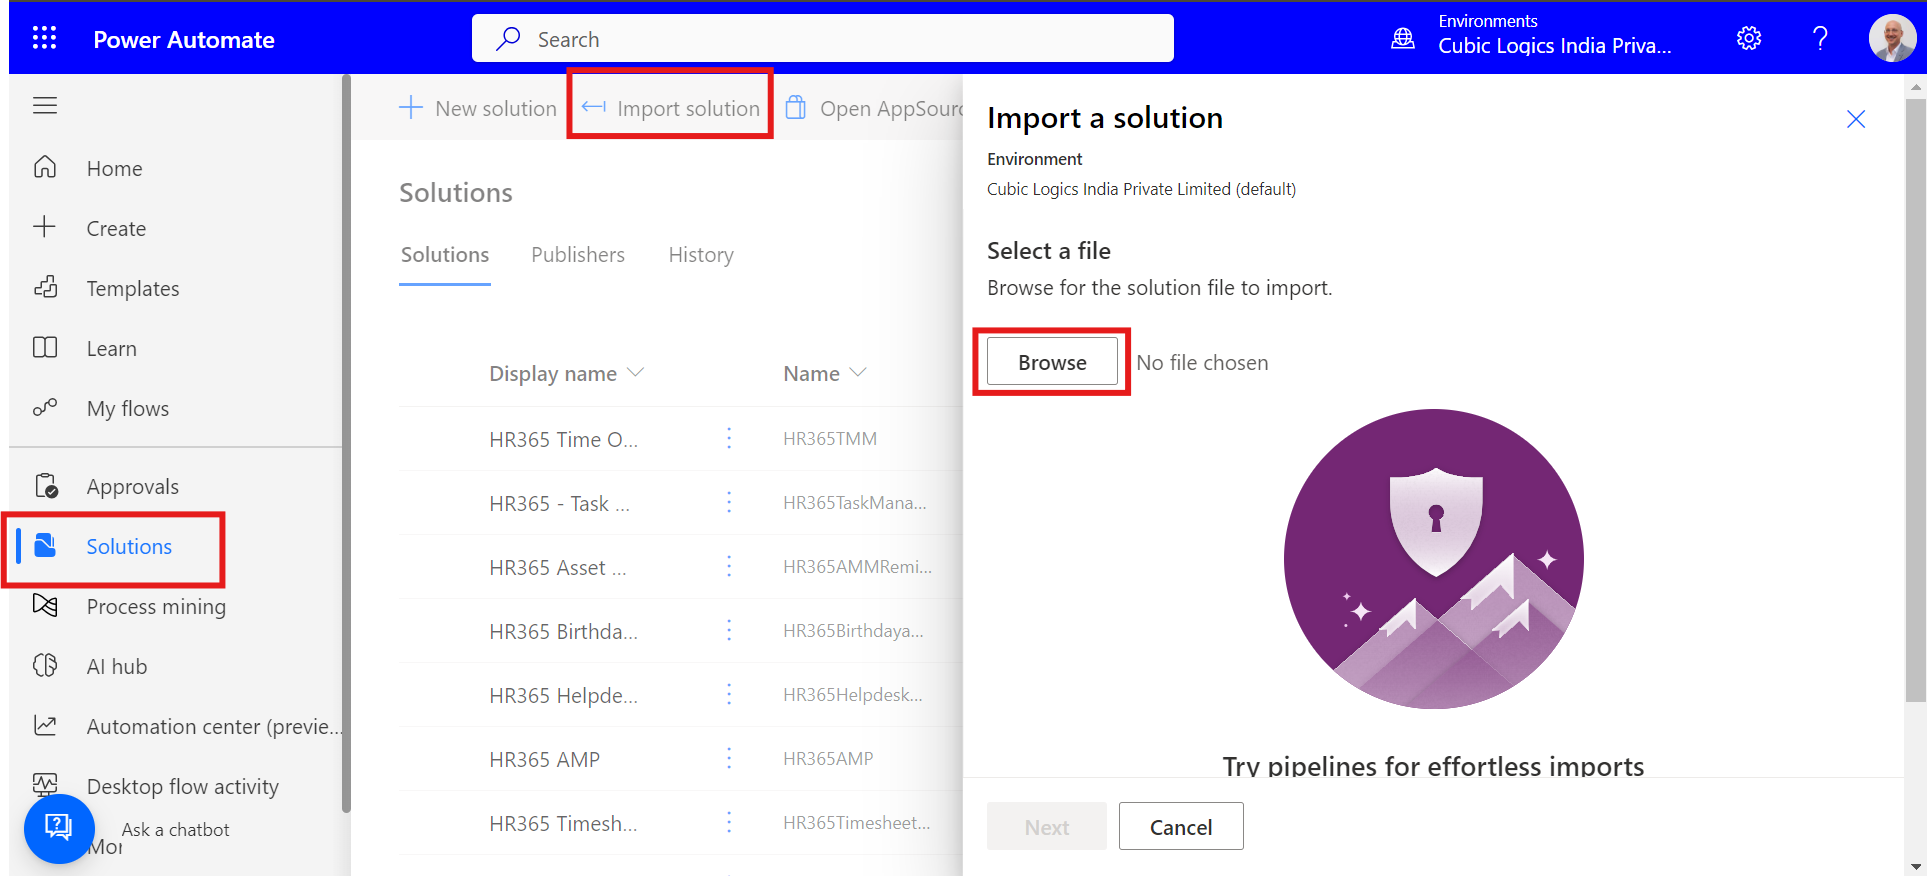 Power Automate
Search
Environments
Cubic Logics India Priva...
Home
Create
Templates
Learn
My flows
Approvals
Solutions
Process mining
AI hub
Automation center (previe...
Desktop flow activity
Ask a chatbot
Mor
New solution
Import solution
Open AppSourc
Solutions
Solutions Publishers History
Display name Name
HR365 Time O... HR365TMM
HR365 - Task ... HR365TaskMana...
HR365 Asset ... HR365AMMRemi...
HR365 Birthda... HR365Birthdaya...
HR365 Helpde... HR365Helpdesk...
HR365 AMP HR365AMP
HR365 Timesh... HR365Timesheet...
Import a solution
Environment
Cubic Logics India Private Limited (default)
Select a file
Browse for the solution file to import.
Browse No file chosen
Try pipelines for effortless imports
Next Cancel